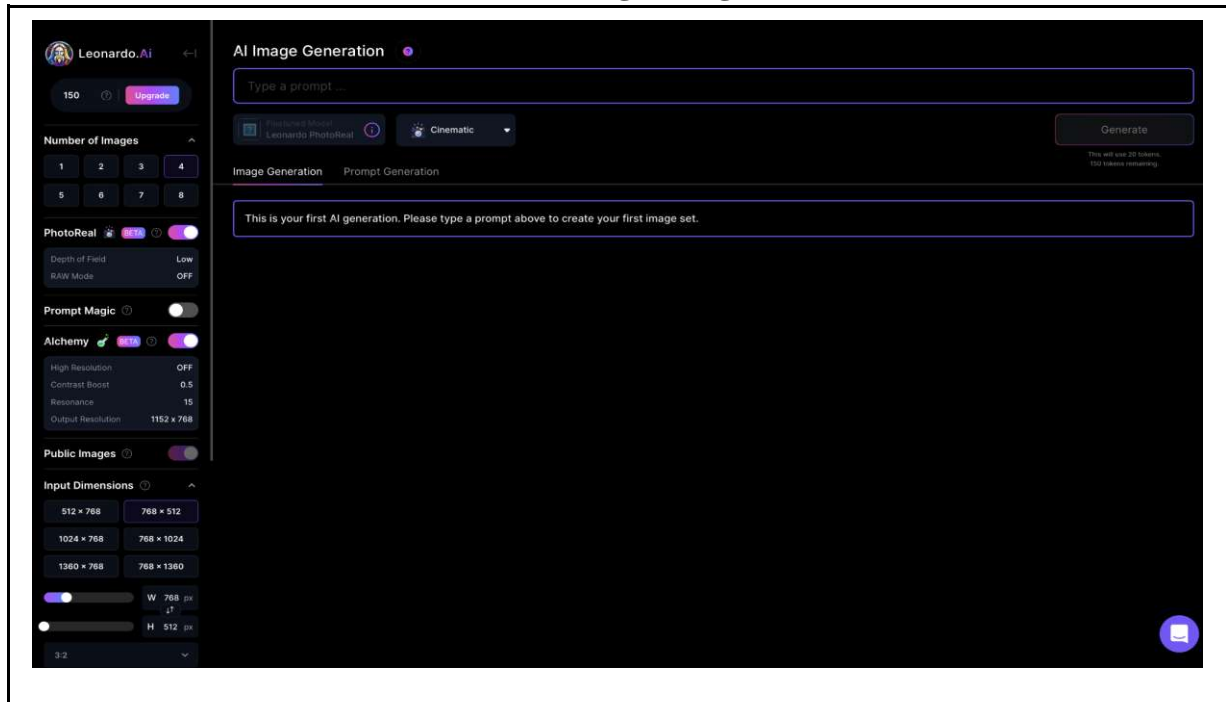 Leonardo.Ai
150
Upgrade
Number of Images
1 2 3 4
5 6 7 8
PhotoReal BETA
Depth of Field Low
RAW Mode OFF
Prompt Magic
Alchemy BETA
High Resolution OFF
Contrast Boost 0.5
Resonance 15
Output Resolution 1152 x 768
Public Images
Input Dimensions
512 × 768 768 × 512
1024 × 768 768 × 1024
1360 × 768 768 × 1360
W 768 px
H 512 px
3:2
AI Image Generation
Type a prompt ...
Finetuned Model
Leonardo PhotoReal
Cinematic
Generate
This will use 20 tokens.
150 tokens remaining.
Image Generation Prompt Generation
This is your first AI generation. Please type a prompt above to create your first image set.